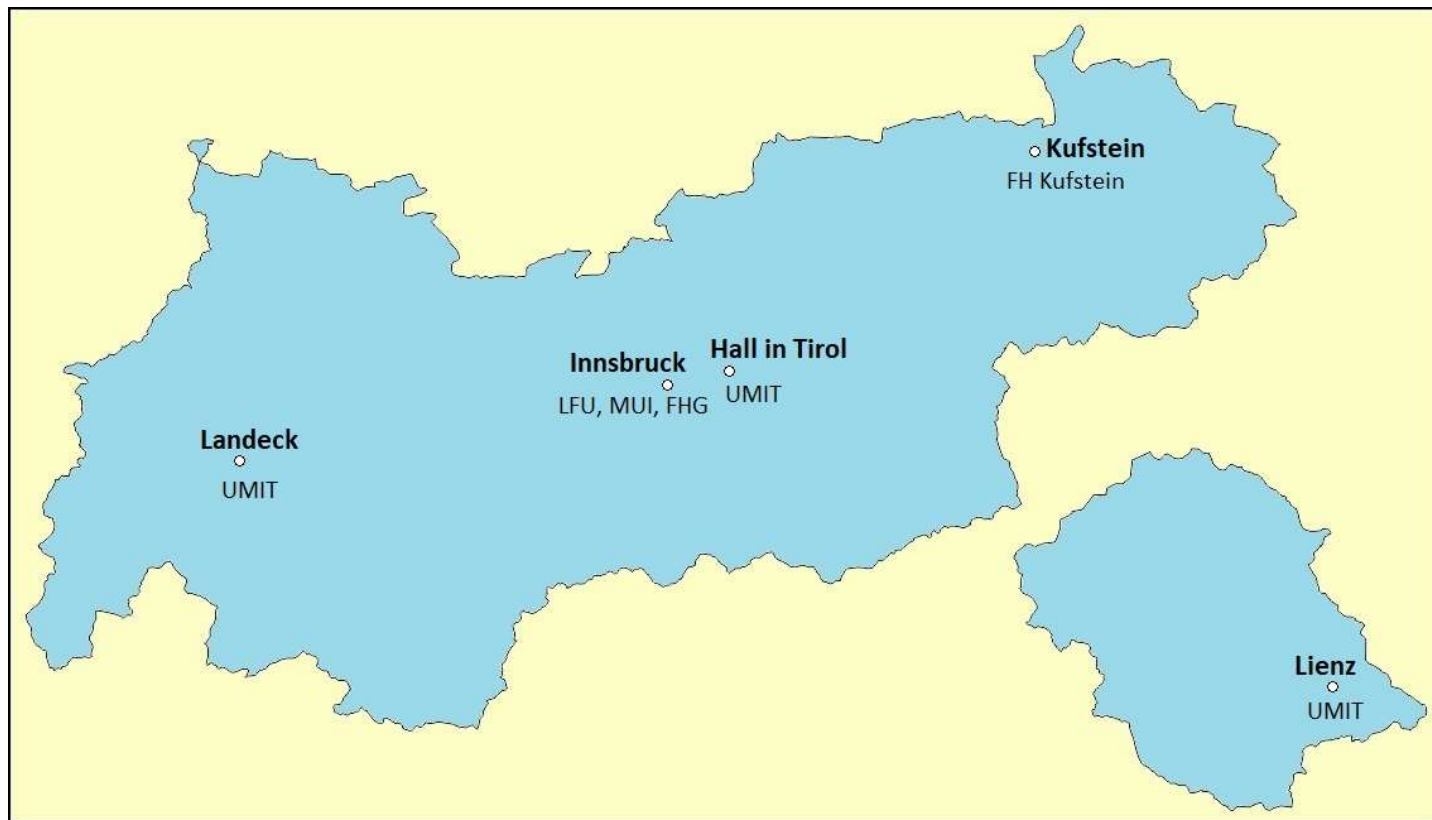 Kufstein
FH Kufstein
Hall in Tirol
UMIT
Innsbruck
LFU, MUI, FHG
Landeck
UMIT
Lienz
UMIT